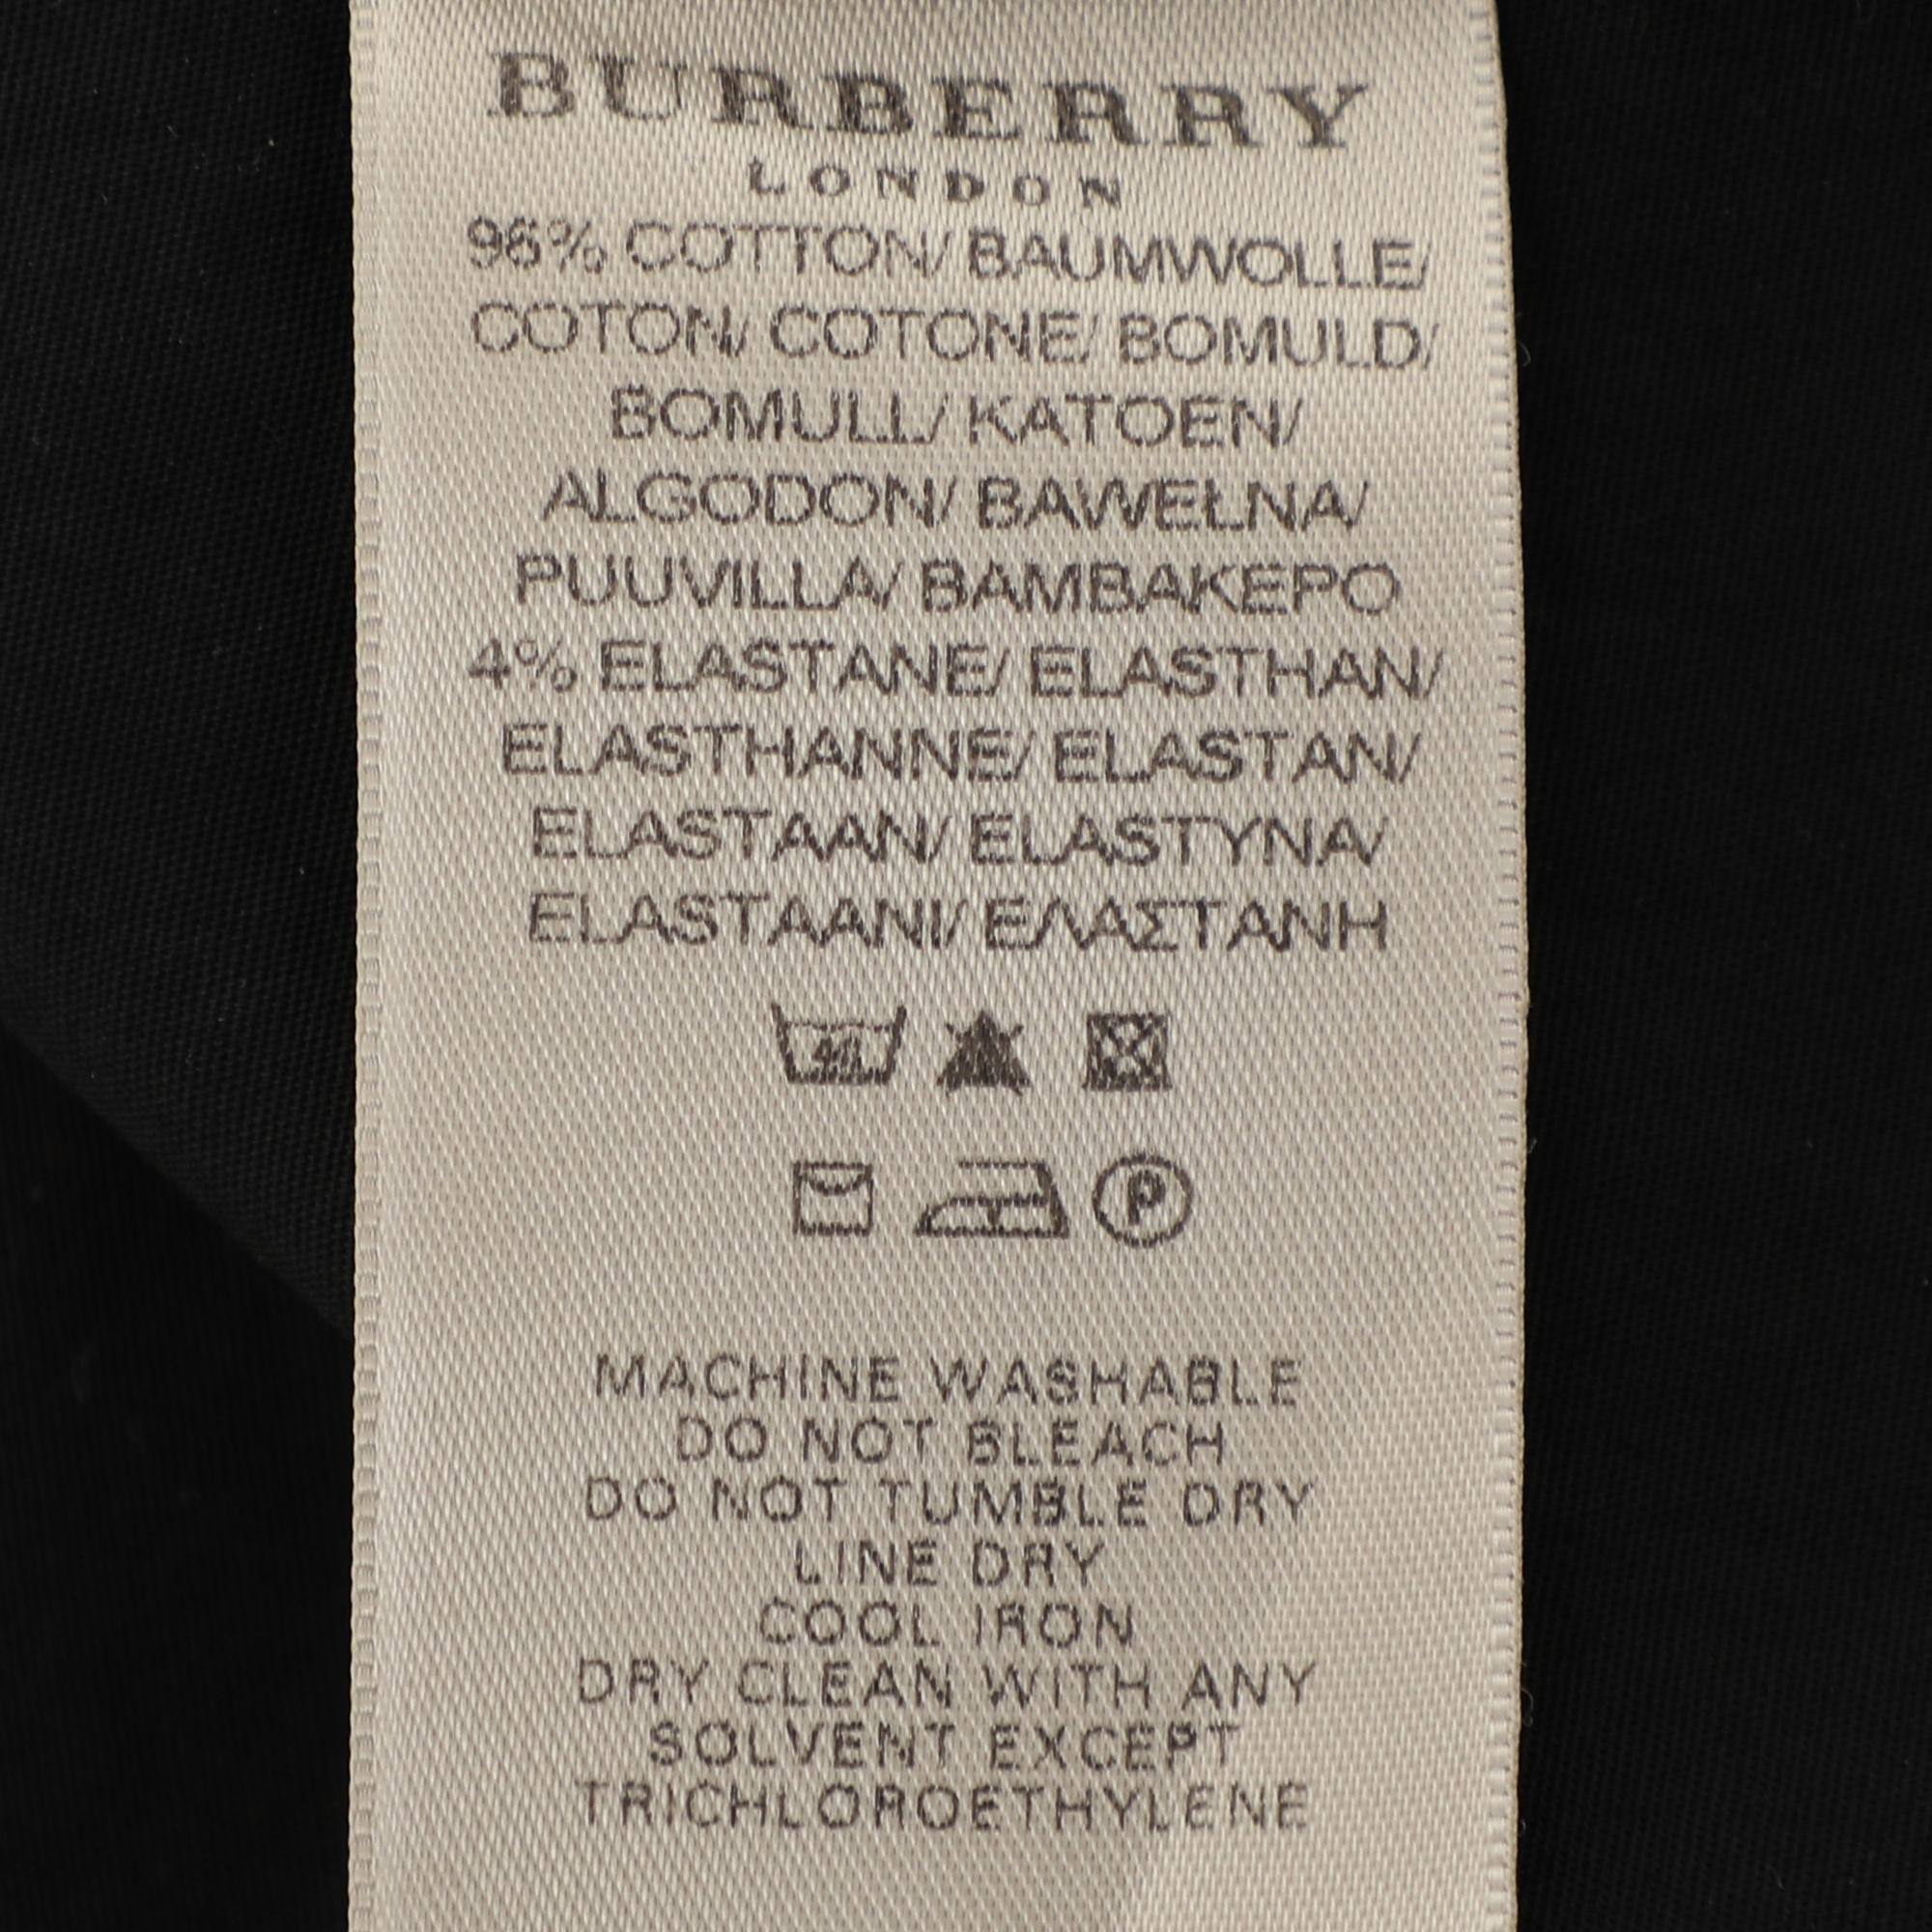 BURBERRY
LONDON
96% COTTON/ BAUMWOLLE/
COTON/ COTONE/ BOMULD/
BOMULL/ KATOEN/
ALGODON/ BAWEŁNA/
PUUVILLA/ BAMBAKEPO
4% ELASTANE/ ELASTHAN/
ELASTHANNE/ ELASTAN/
ELASTAAN/ ELASTYNA/
ELASTAANI/ ΕΛΑΣΤΑΝΗ
40
P
MACHINE WASHABLE
DO NOT BLEACH
DO NOT TUMBLE DRY
LINE DRY
COOL IRON
DRY CLEAN WITH ANY
SOLVENT EXCEPT
TRICHLOROETHYLENE